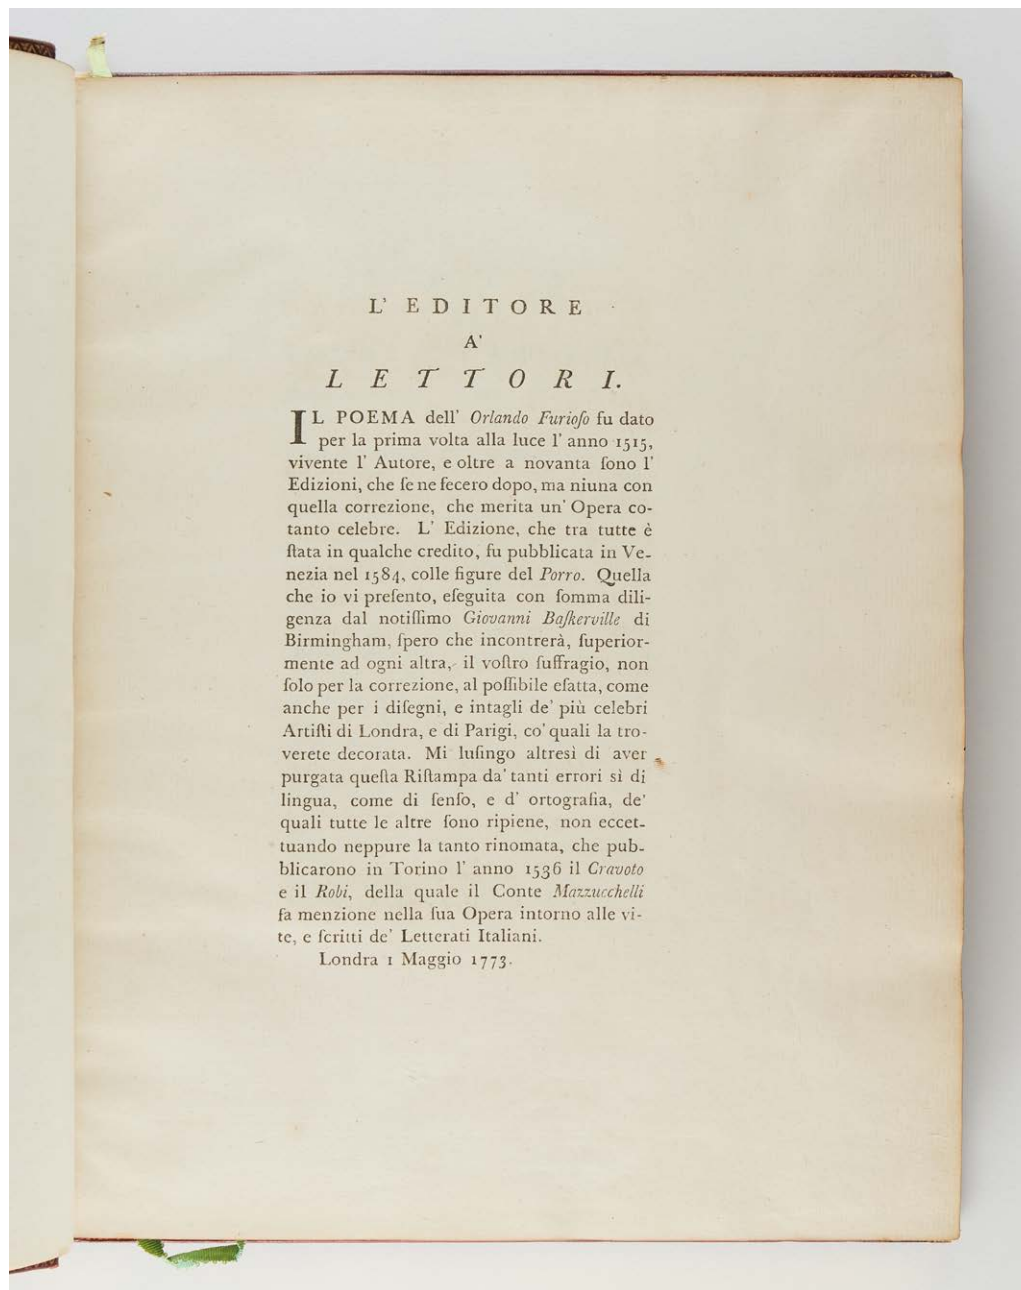 L' EDITORE
A'
LETTORI.
IL POEMA dell' Orlando Furioſo fu dato
per la prima volta alla luce l' anno 1515,
vivente l' Autore, e oltre a novanta ſono l'
Edizioni, che ſe ne fecero dopo, ma niuna con
quella correzione, che merita un' Opera co-
tanto celebre. L' Edizione, che tra tutte è
ſtata in qualche credito, fu pubblicata in Ve-
nezia nel 1584, colle figure del Porro. Quella
che io vi preſento, eſeguita con ſomma dili-
genza dal notiſſimo Giovanni Baſkerville di
Birmingham, ſpero che incontrerà, ſuperior-
mente ad ogni altra, il voſtro ſuffragio, non
ſolo per la correzione, al poſſibile eſatta, come
anche per i diſegni, e intagli de' più celebri
Artiſti di Londra, e di Parigi, co' quali la tro-
verete decorata. Mi luſingo altresì di aver
purgata queſta Riſtampa da' tanti errori sì di
lingua, come di ſenſo, e d' ortografia, de'
quali tutte le altre ſono ripiene, non eccet-
tuando neppure la tanto rinomata, che pub-
blicarono in Torino l' anno 1536 il Cravoto
e il Robi, della quale il Conte Mazzucchelli
fa menzione nella ſua Opera intorno alle vi-
te, e ſcritti de' Letterati Italiani.
Londra 1 Maggio 1773.